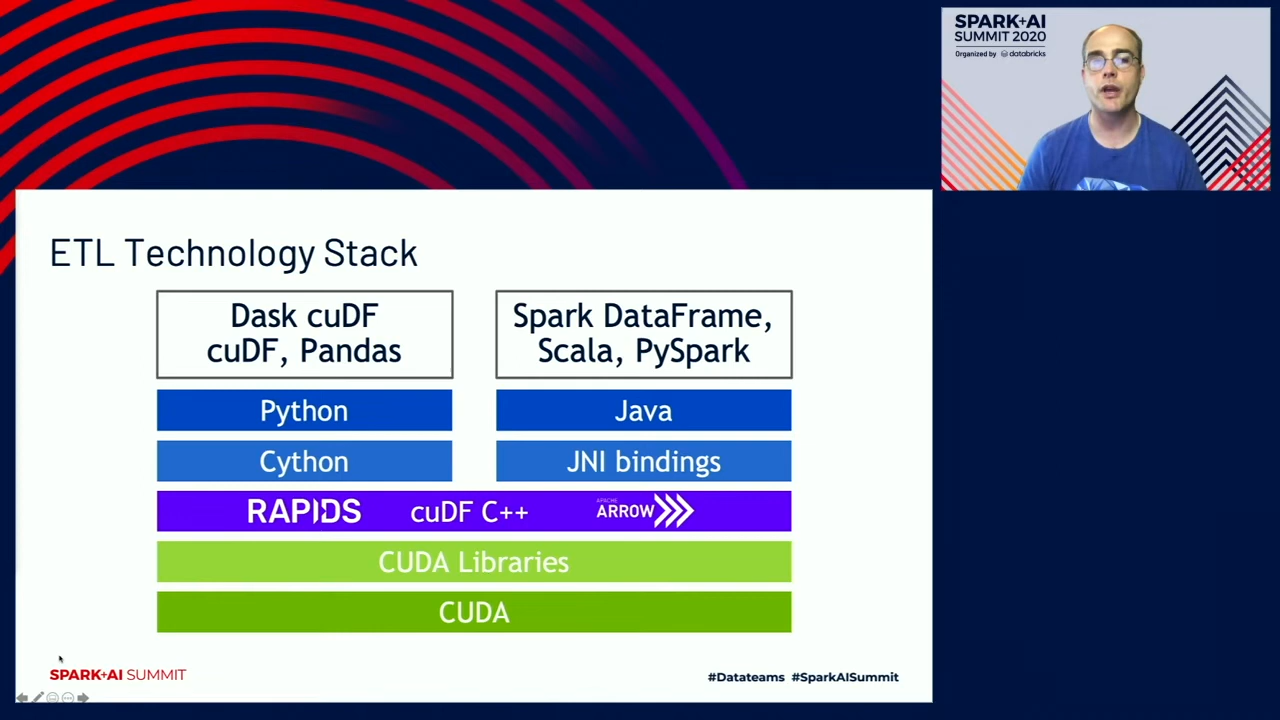 SPARK+AI
SUMMIT 2020
Organized by databricks
ETL Technology Stack
Dask cuDF
cuDF, Pandas
Spark DataFrame,
Scala, PySpark
Python
Java
Cython
JNI bindings
RAPIDS cuDF C++ APACHE ARROW
CUDA Libraries
CUDA
SPARK+AI SUMMIT
#Datateams #SparkAISummit